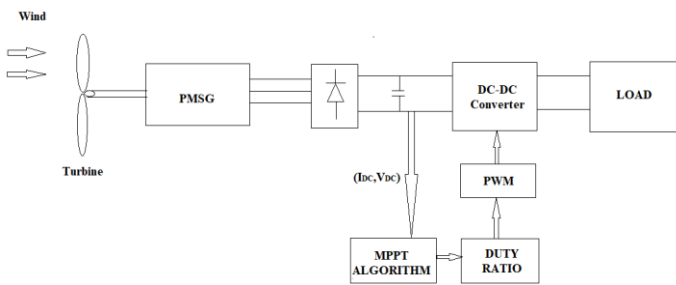 Wind
PMSG
DC-DC
Converter
LOAD
Turbine
(IDC,VDC)
PWM
MPPT
ALGORITHM
DUTY
RATIO